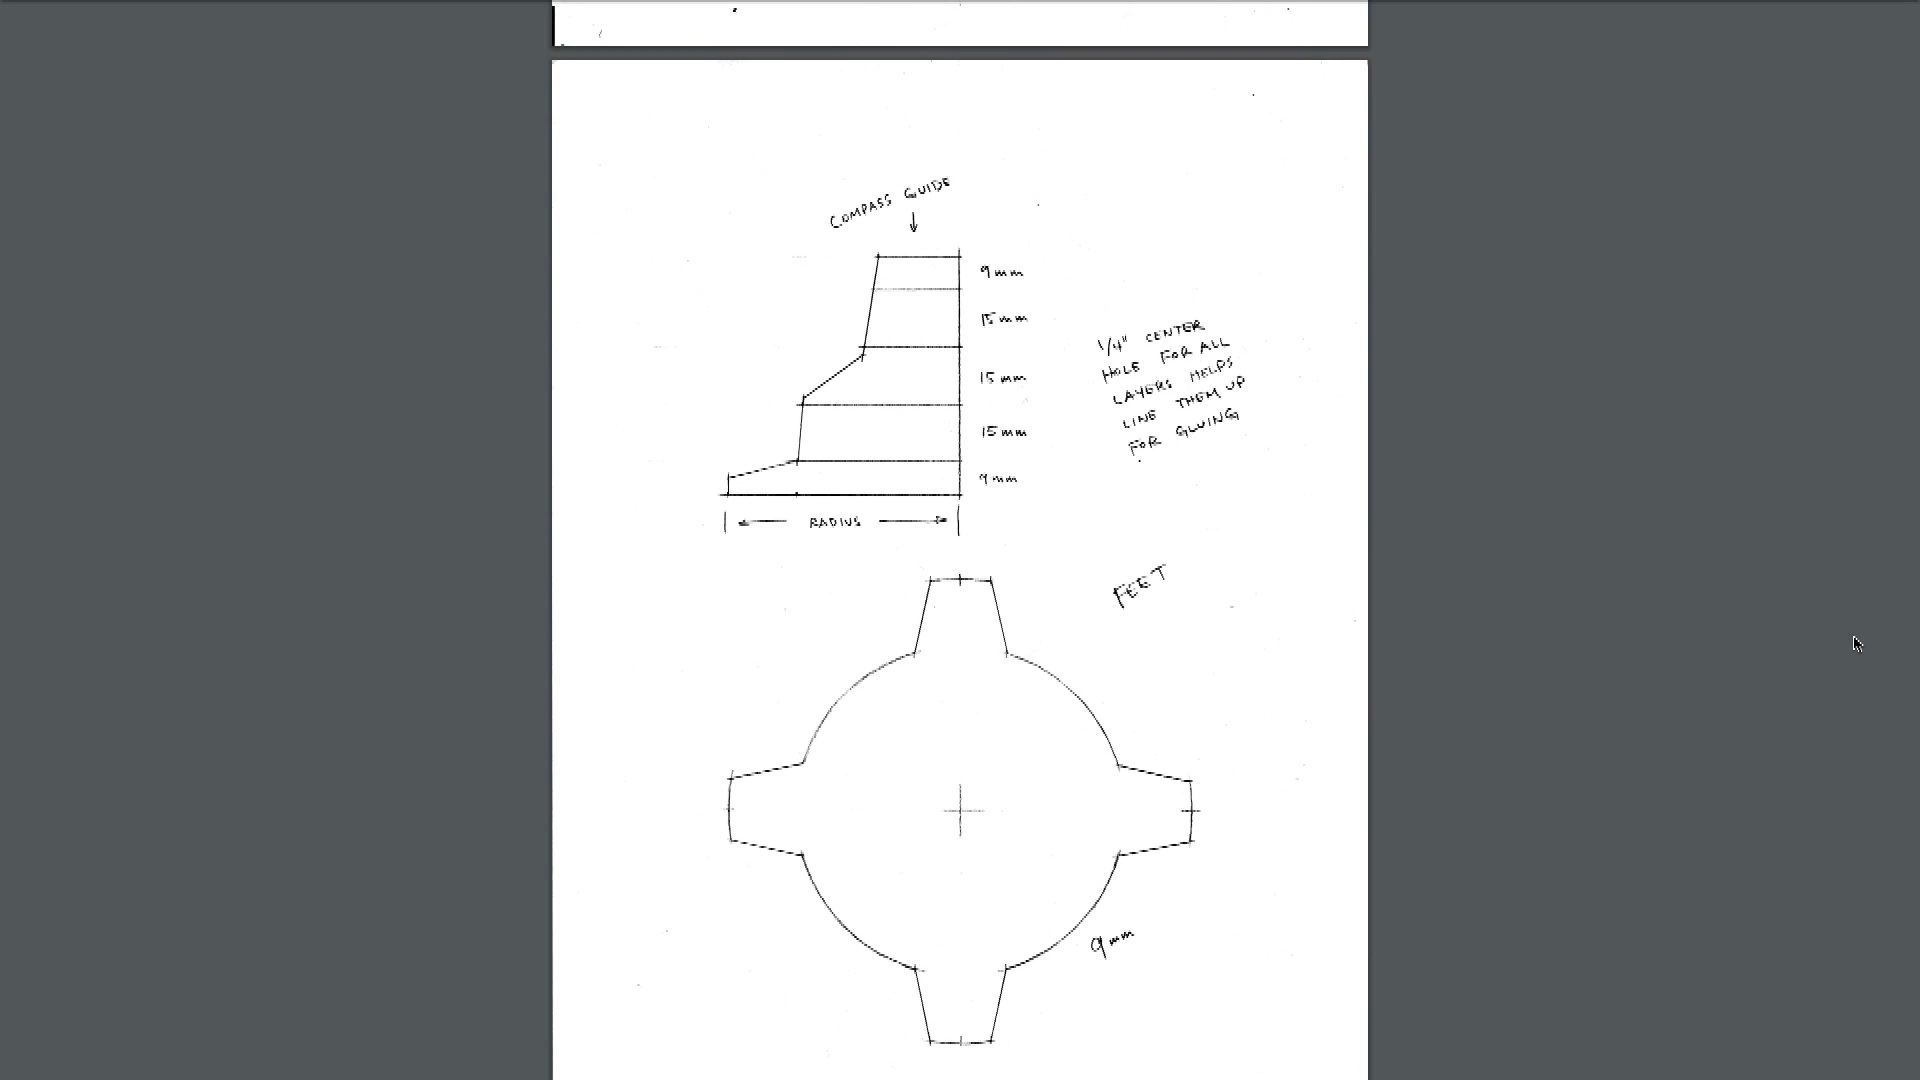 COMPASS GUIDE
9mm
15mm
15mm
15mm
9mm
1/4" CENTER
HOLE FOR ALL
LAYERS HELPS
LINE THEM UP
FOR GLUING
RADIUS
FEET
9mm